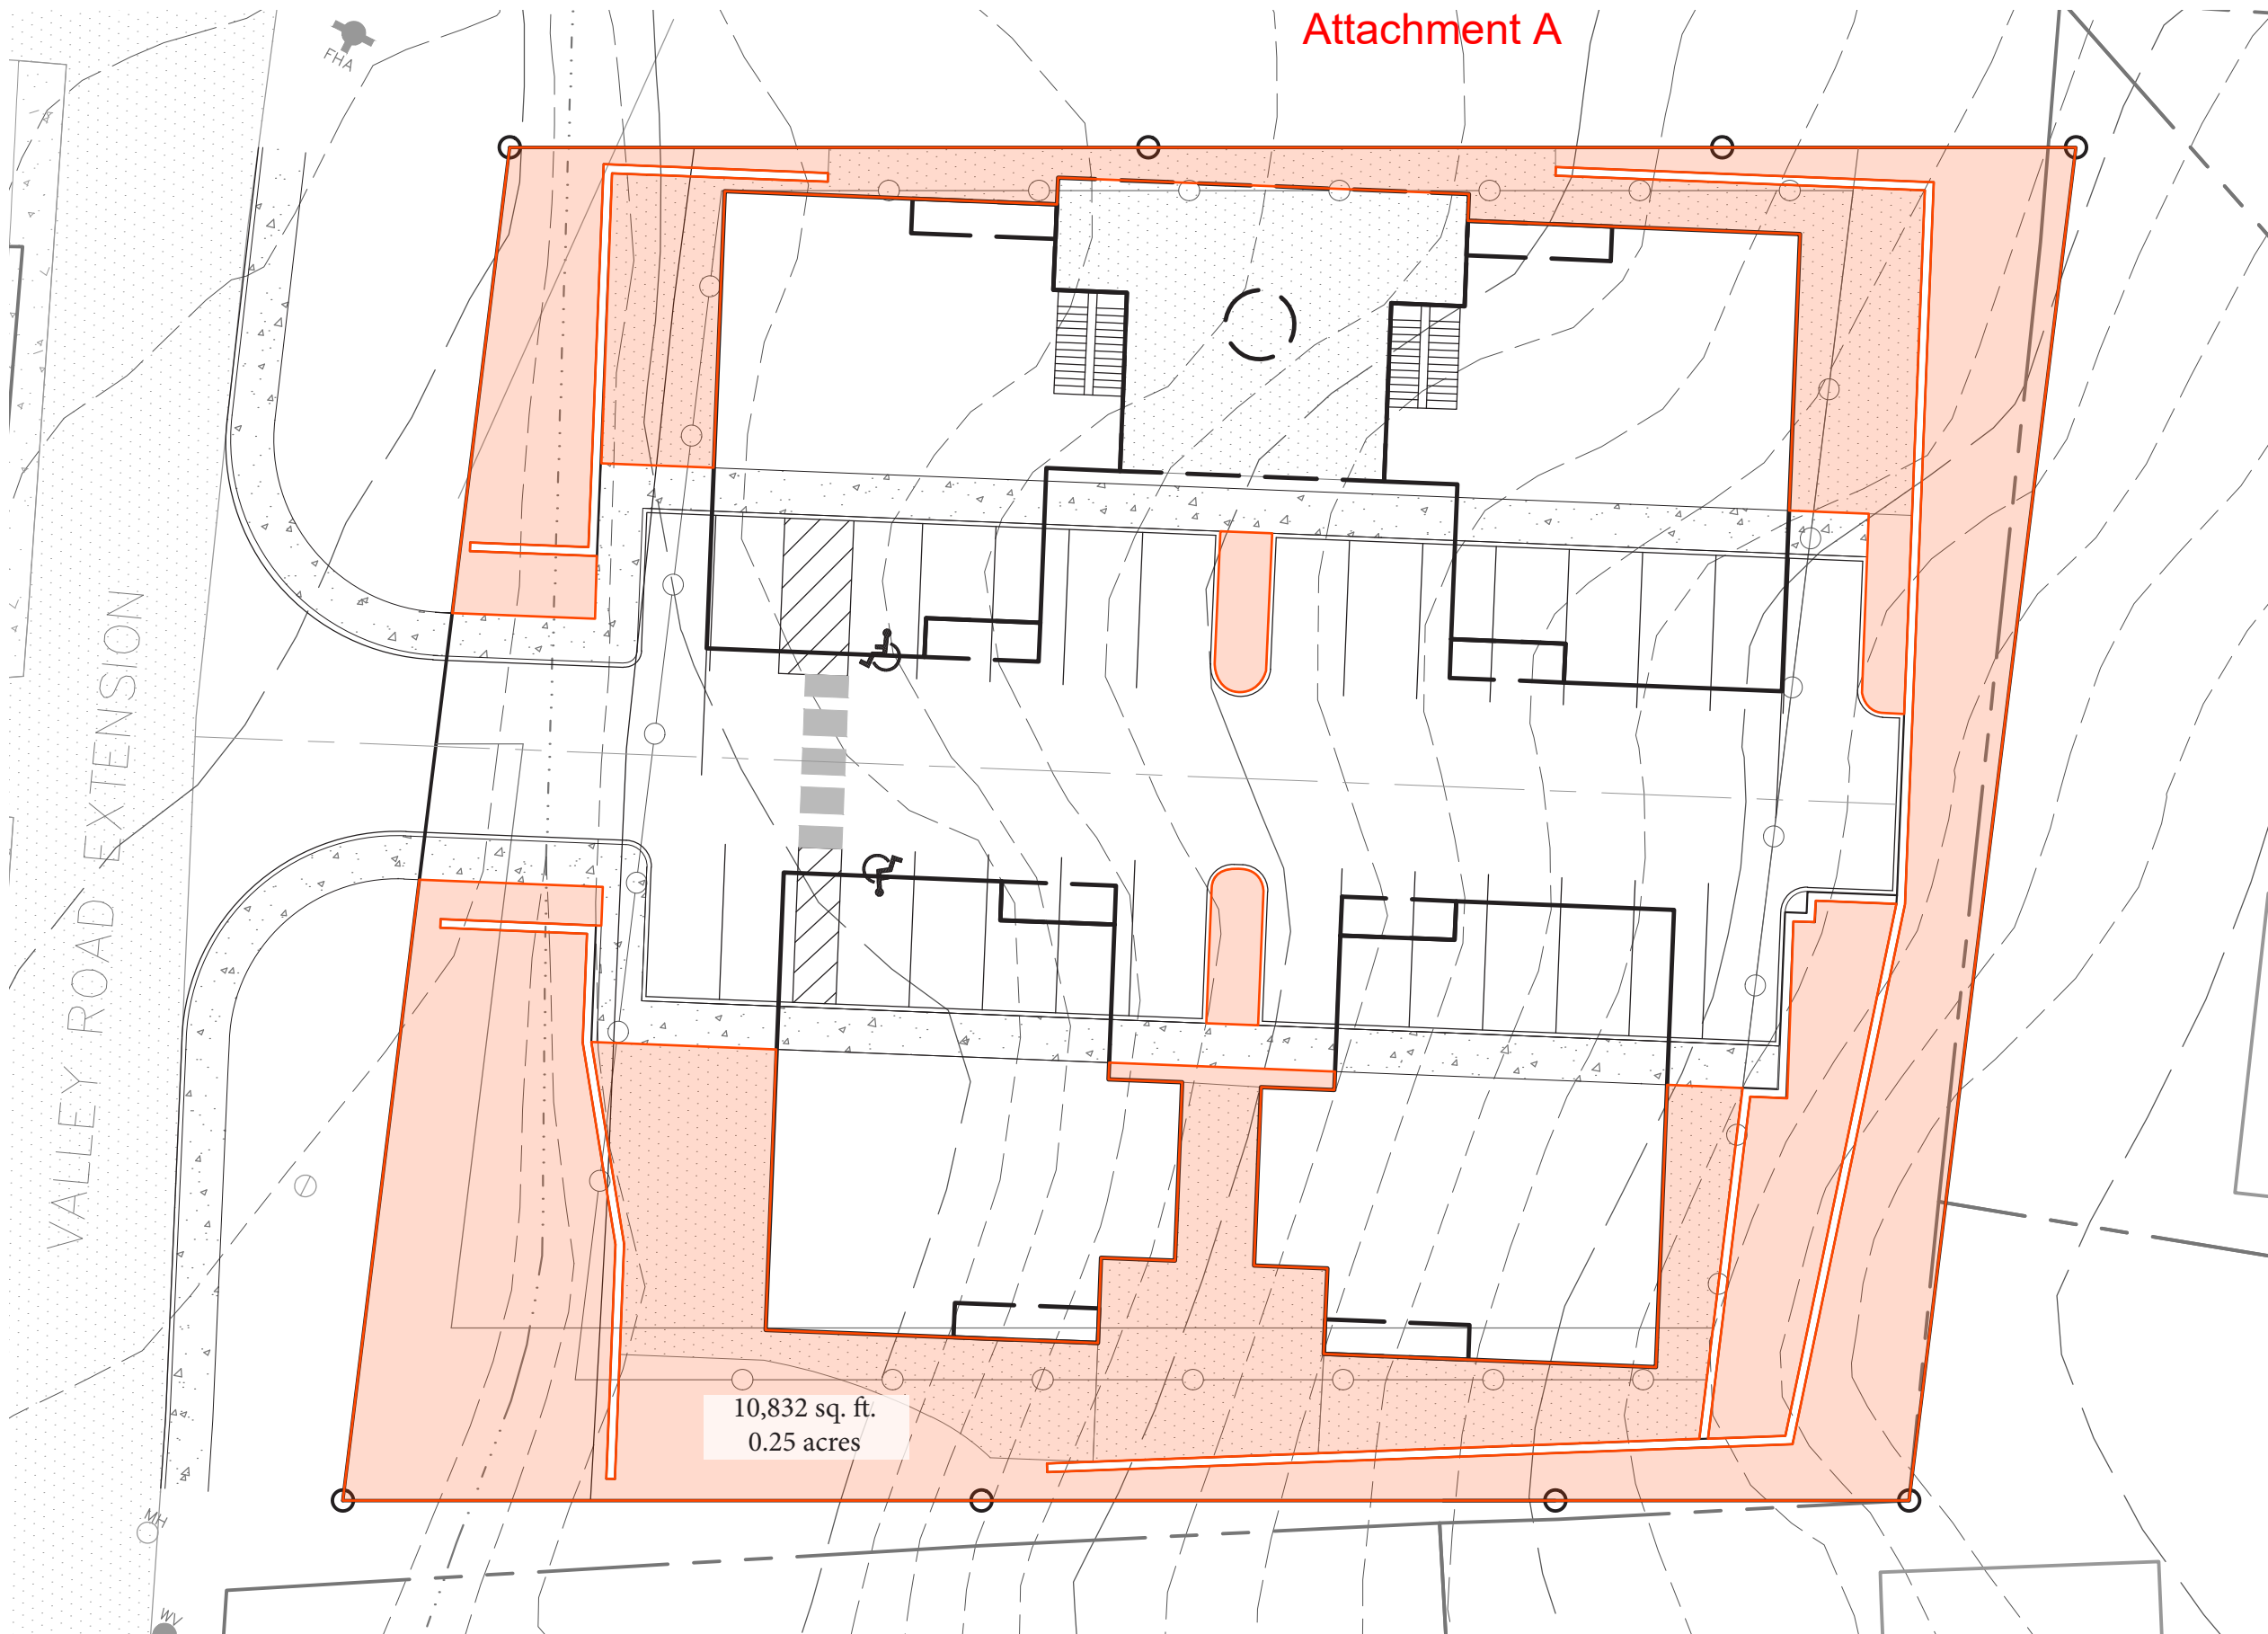 Attachment A
FHA
VALLEY ROAD EXTENSION
10,832 sq. ft.
0.25 acres
MH
WV